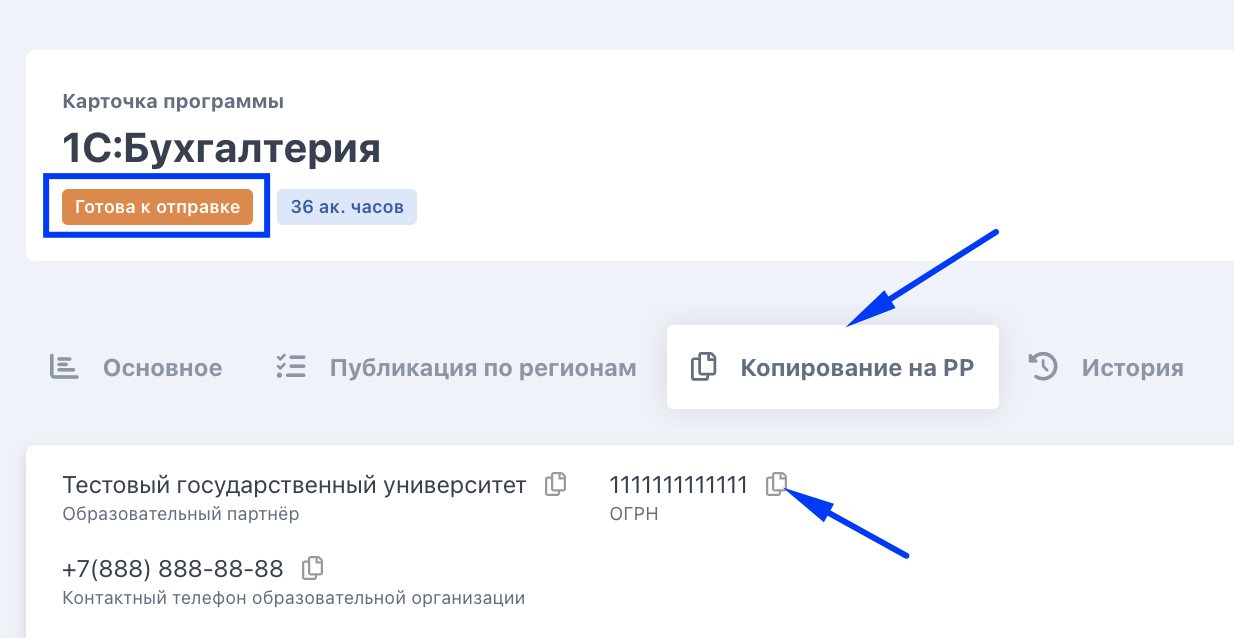 Карточка программы
1С:Бухгалтерия
Готова к отправке 36 ак. часов
Основное Публикация по регионам Копирование на РР История
Тестовый государственный университет 1111111111111
Образовательный партнёр ОГРН
+7(888) 888-88-88
Контактный телефон образовательной организации